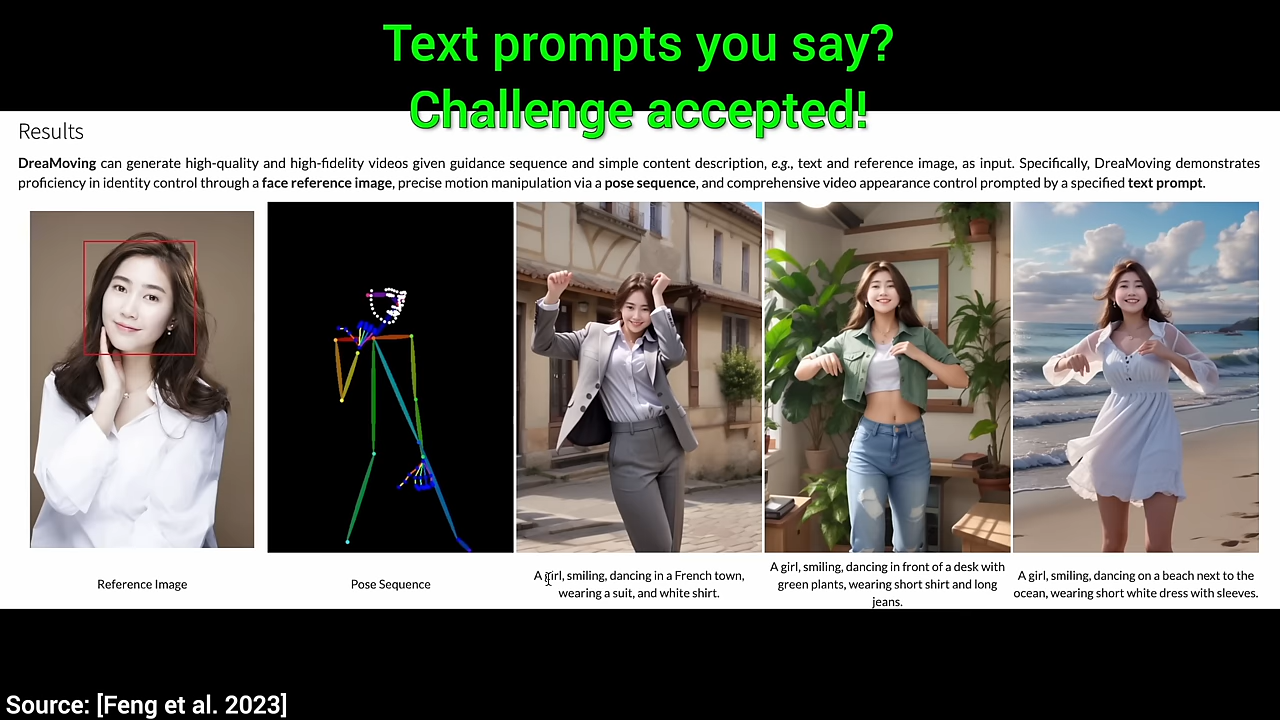 Text prompts you say?
Challenge accepted!
Results
DreaMoving can generate high-quality and high-fidelity videos given guidance sequence and simple content description, e.g., text and reference image, as input. Specifically, DreaMoving demonstrates
proficiency in identity control through a face reference image, precise motion manipulation via a pose sequence, and comprehensive video appearance control prompted by a specified text prompt.
Reference Image
Pose Sequence
A girl, smiling, dancing in a French town,
wearing a suit, and white shirt.
A girl, smiling, dancing in front of a desk with
green plants, wearing short shirt and long
jeans.
A girl, smiling, dancing on a beach next to the
ocean, wearing short white dress with sleeves.
Source: [Feng et al. 2023]